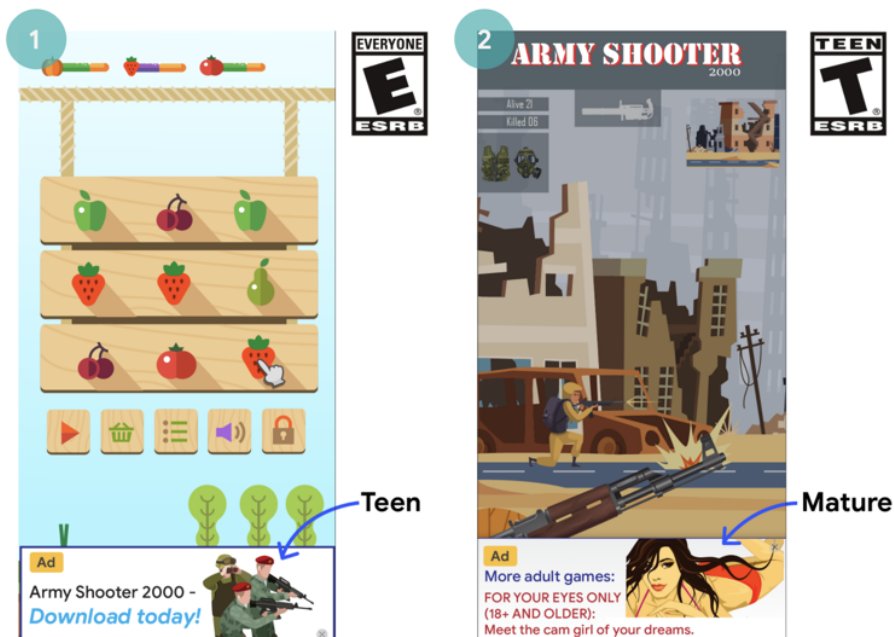 1
EVERYONE
E
®
ESRB
Teen
Ad
Army Shooter 2000 -
Download today!
2
ARMY SHOOTER
2000
TEEN
T
®
ESRB
Alive 21
Killed 06
Mature
Ad
More adult games:
FOR YOUR EYES ONLY
(18+ AND OLDER):
Meet the cam girl of your dreams.